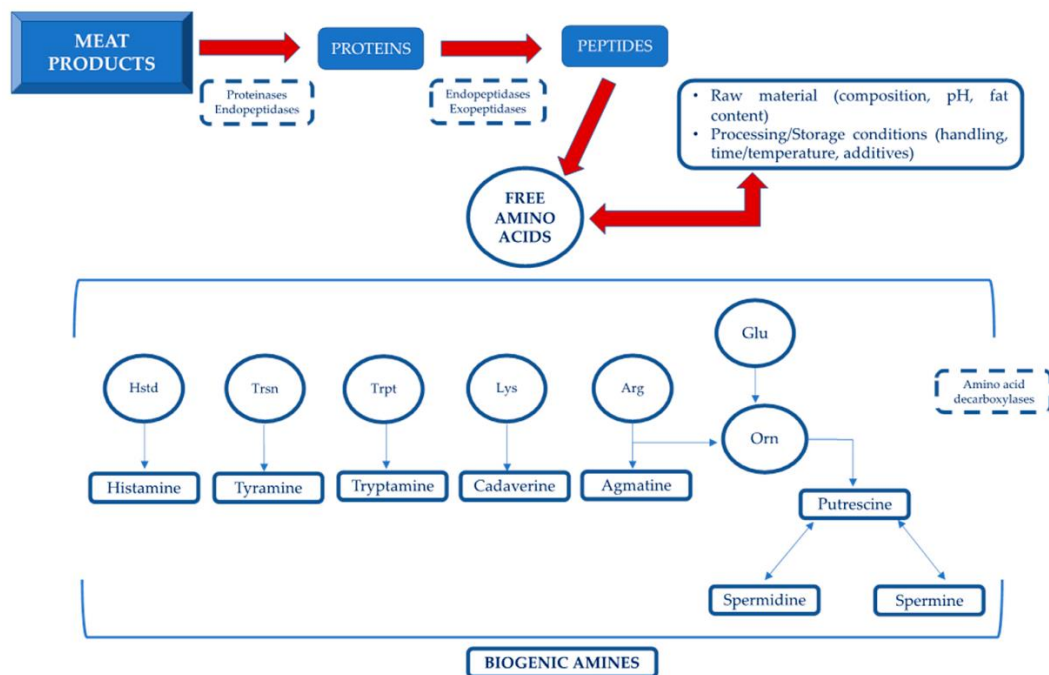 MEAT
PRODUCTS
PROTEINS
PEPTIDES
Proteinases
Endopeptidases
Endopeptidases
Exopeptidases
• Raw material (composition, pH, fat
content)
• Processing/Storage conditions (handling,
time/temperature, additives)
FREE
AMINO
ACIDS
Glu
Hstd
Trsn
Trpt
Lys
Arg
Amino acid
decarboxylases
Orn
Histamine
Tyramine
Tryptamine
Cadaverine
Agmatine
Putrescine
Spermidine
Spermine
BIOGENIC AMINES